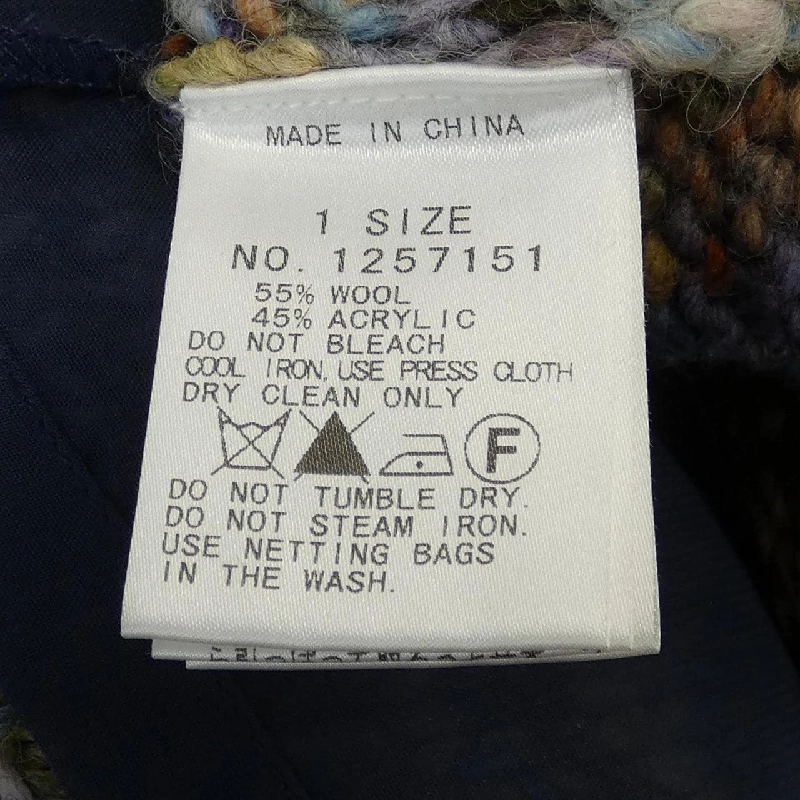 MADE IN CHINA
1 SIZE
NO. 1257151
55% WOOL
45% ACRYLIC
DO NOT BLEACH
COOL IRON, USE PRESS CLOTH
DRY CLEAN ONLY
F
DO NOT TUMBLE DRY.
DO NOT STEAM IRON.
USE NETTING BAGS
IN THE WASH.